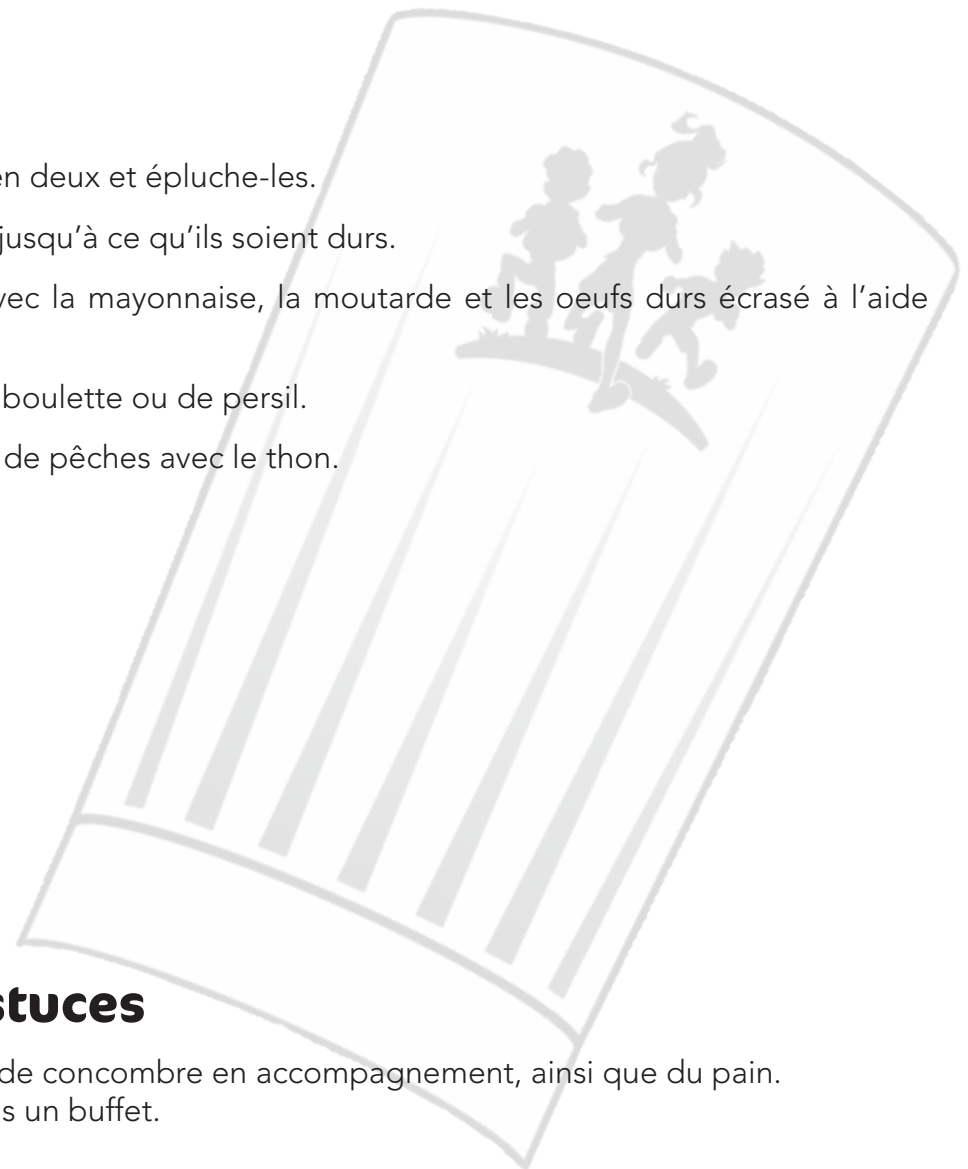 en deux et épluche-les.
jusqu’à ce qu’ils soient durs.
vec la mayonnaise, la moutarde et les oeufs durs écrasé à l’aide
boulette ou de persil.
de pêches avec le thon.
stuces
de concombre en accompagnement, ainsi que du pain.
s un buffet.